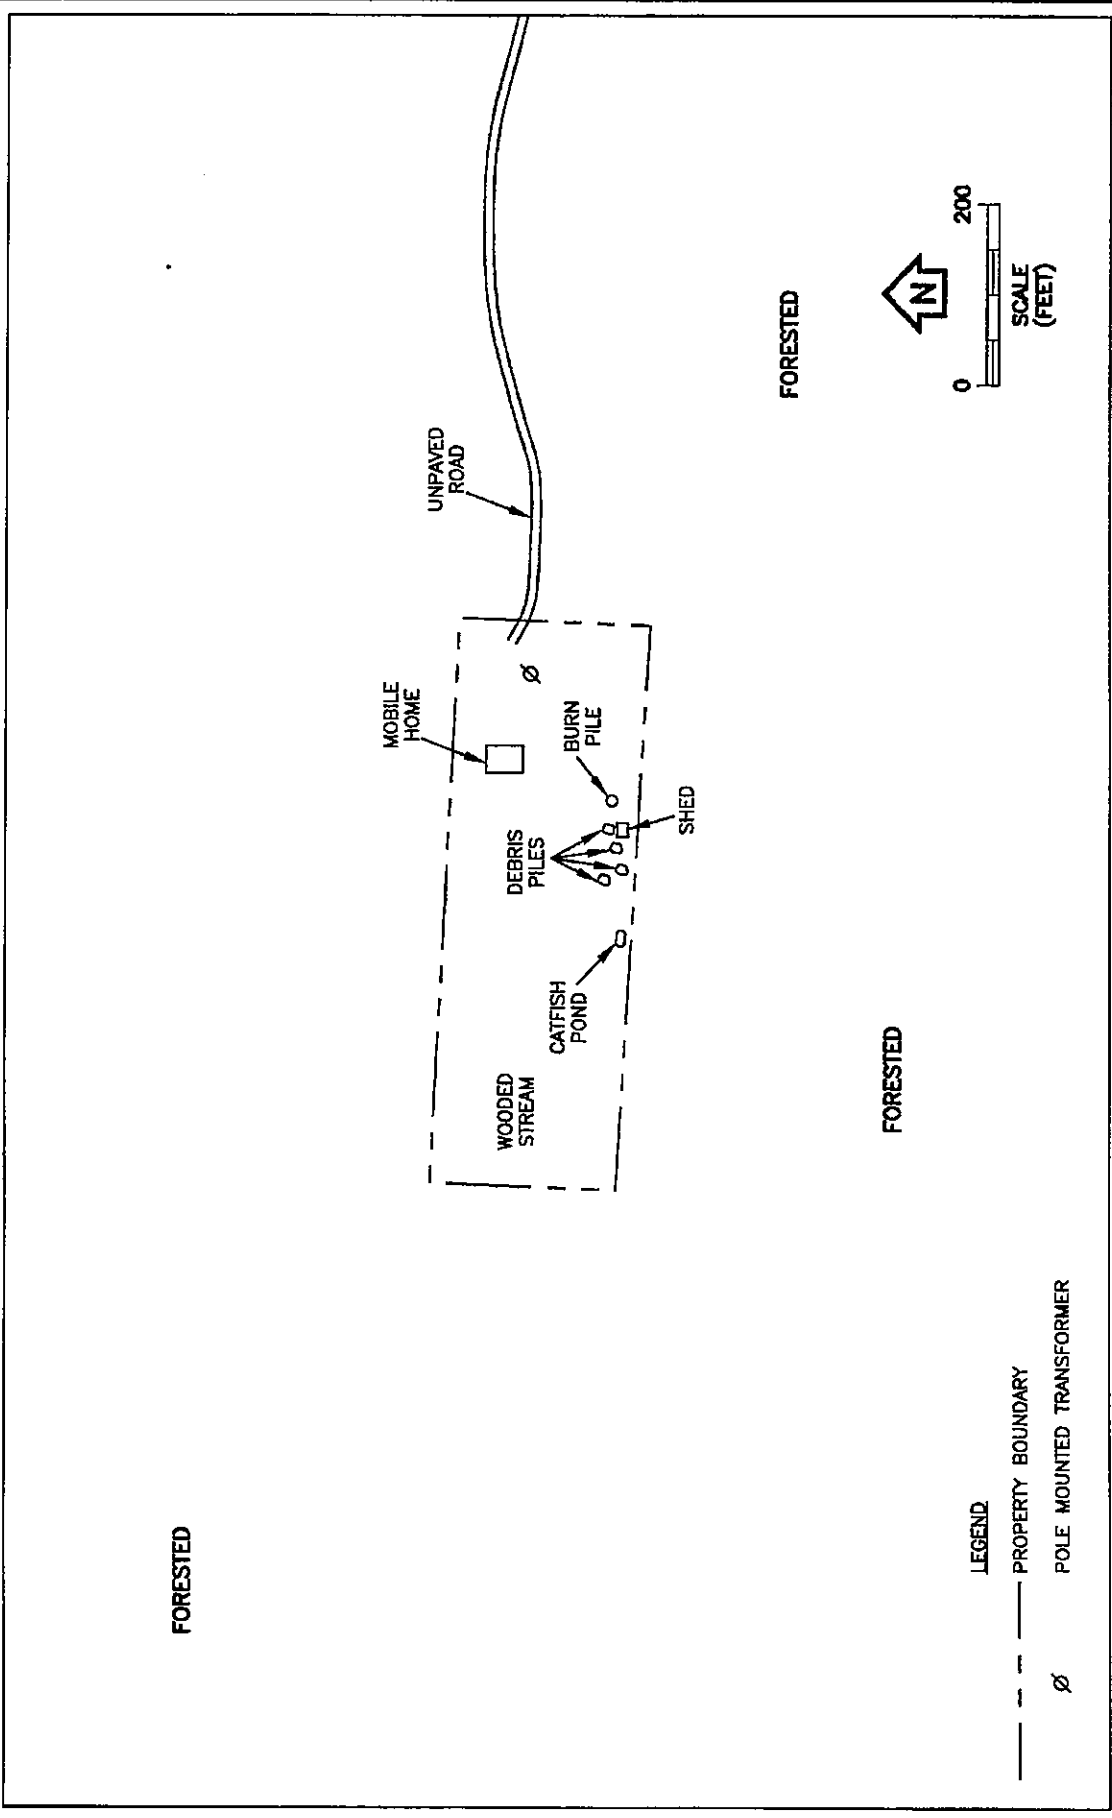 FORESTED
UNPAVED
ROAD
MOBILE
HOME
DEBRIS
PILES
BURN
PILE
SHED
WOODED
STREAM
CATFISH
POND
FORESTED
FORESTED
N
0 200
SCALE
(FEET)
LEGEND
PROPERTY BOUNDARY
Ø POLE MOUNTED TRANSFORMER